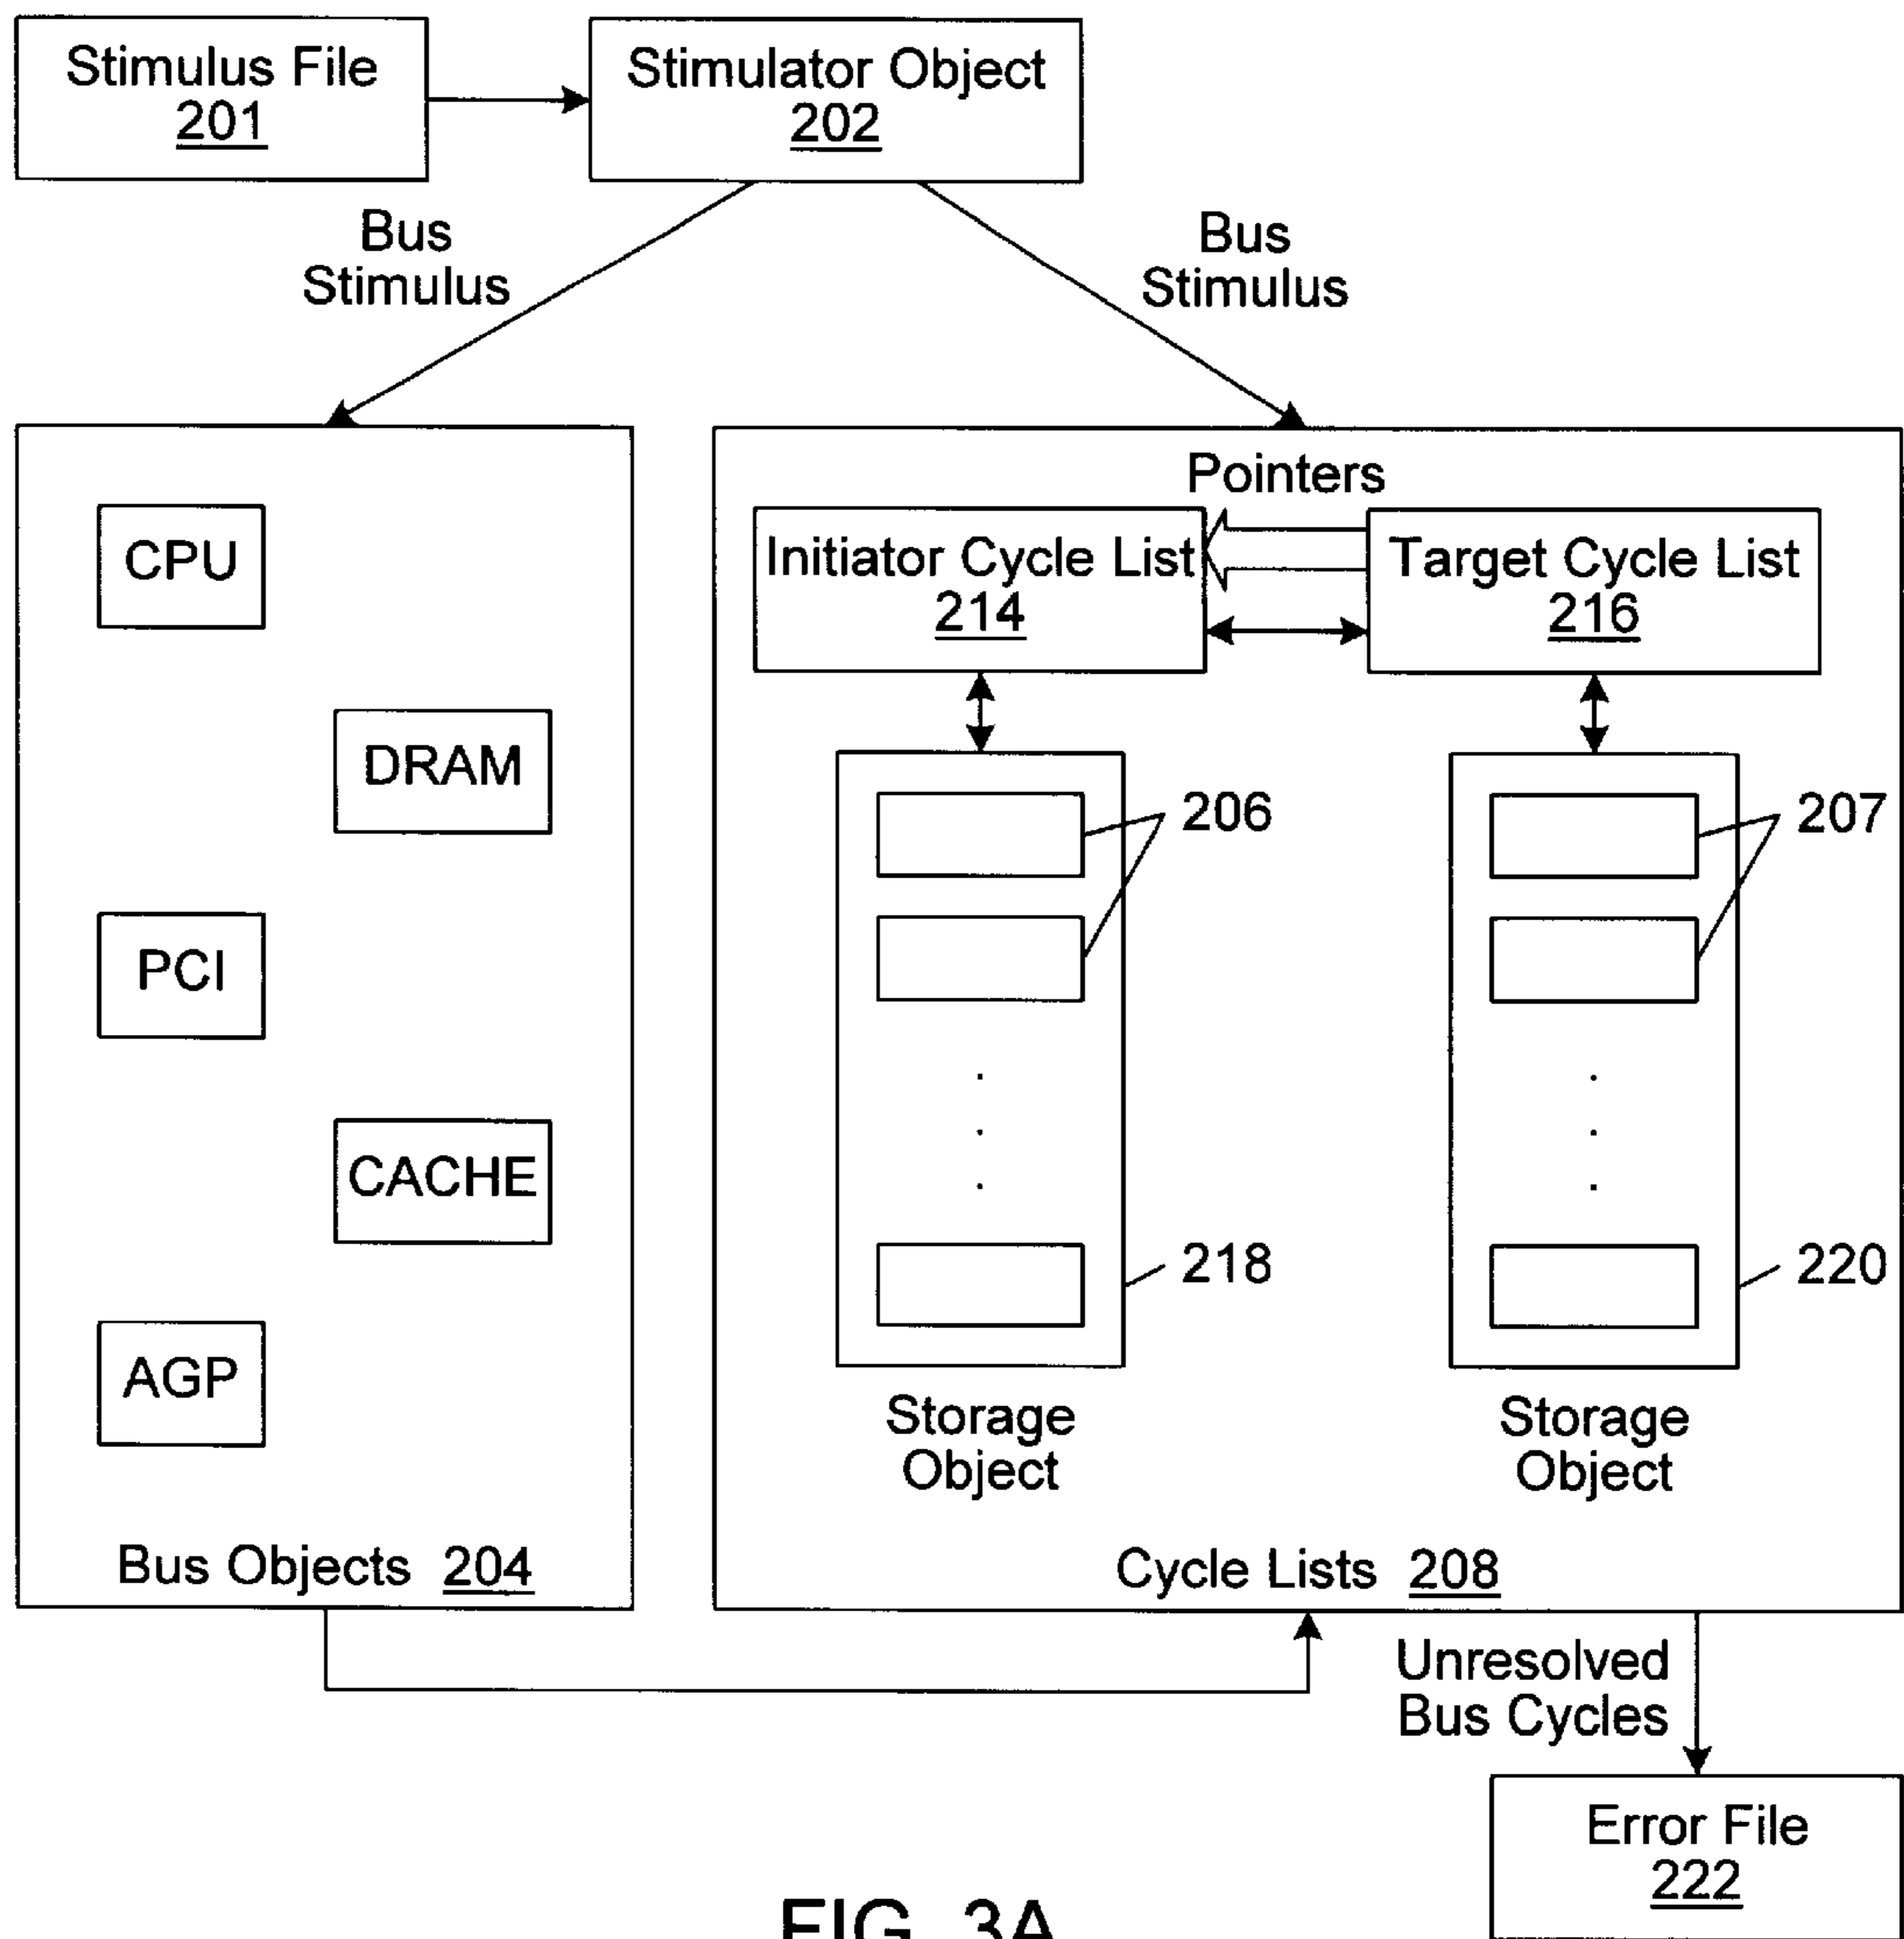 Stimulus File
201
Stimulator Object
202
Bus
Stimulus
Bus
Stimulus
CPU
DRAM
PCI
CACHE
AGP
Bus Objects 204
Pointers
Initiator Cycle List
214
Target Cycle List
216
206
207
218
220
Storage
Object
Storage
Object
Cycle Lists 208
Unresolved
Bus Cycles
Error File
222
FIG. 3A